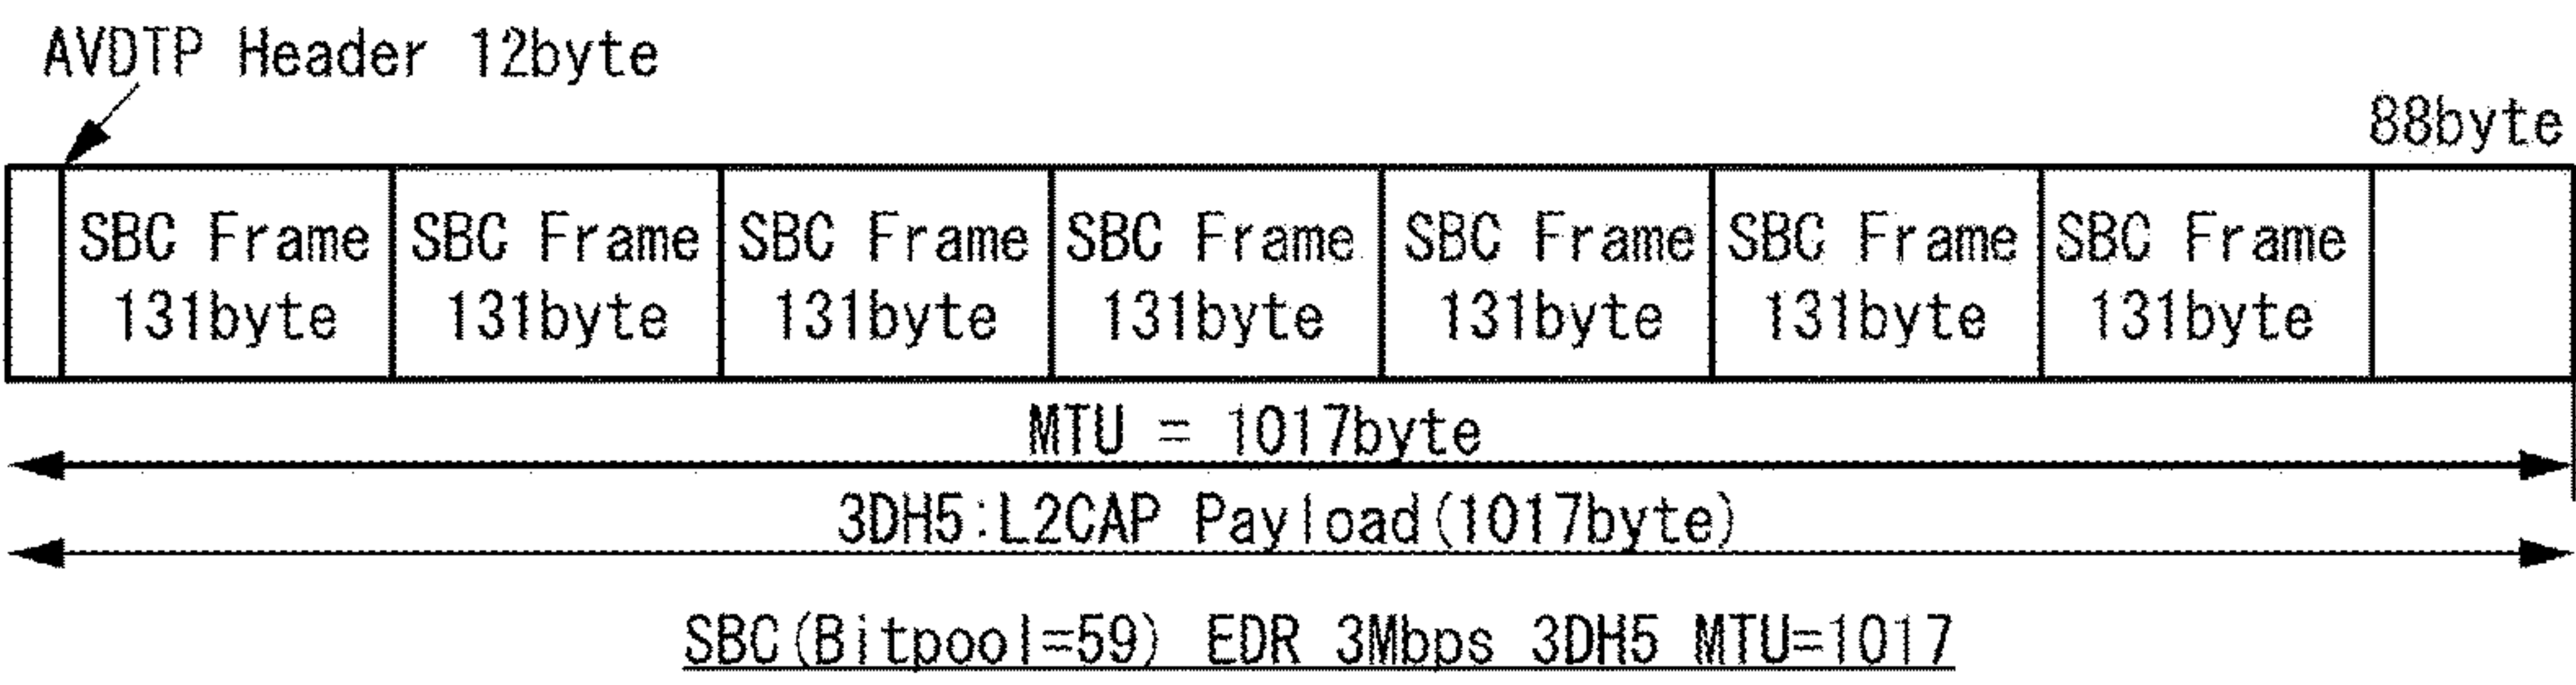 AVDTP Header 12byte
88byte
SBC Frame SBC Frame SBC Frame SBC Frame SBC Frame SBC Frame SBC Frame
131byte 131byte 131byte 131byte 131byte 131byte 131byte
MTU = 1017byte
3DH5:L2CAP Payload(1017byte)
SBC(Bitpool=59) EDR 3Mbps 3DH5 MTU=1017